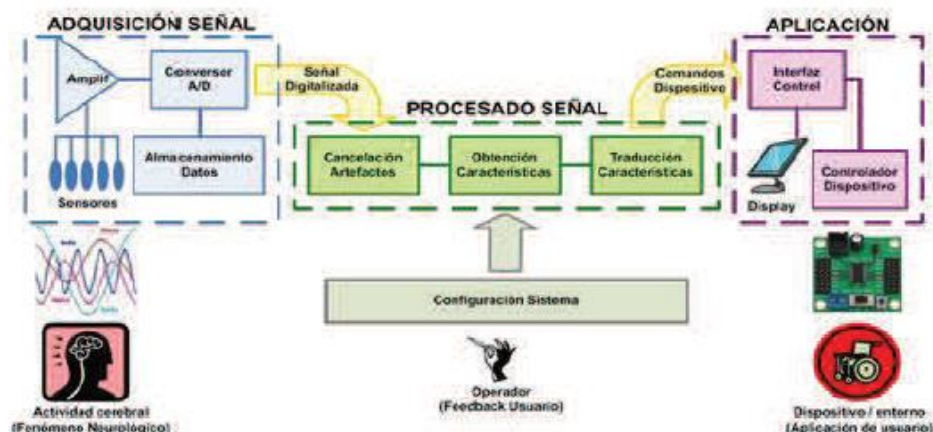 ADQUISICIÓN SEÑAL
Amplif
Converser
A/D
Almacenamiento
Datos
Sensores
Señal
Digitalizada
PROCESADO SEÑAL
Cancelación
Artefactos
Obtención
Características
Traducción
Características
Comandos
Dispositivo
APLICACIÓN
Interfaz
Control
Display
Controlador
Dispositivo
Configuración Sistema
Operador
(Feedback Usuario)
Actividad cerebral
(Fenómeno Neurológico)
Dispositivo / entorno
(Aplicación de usuario)